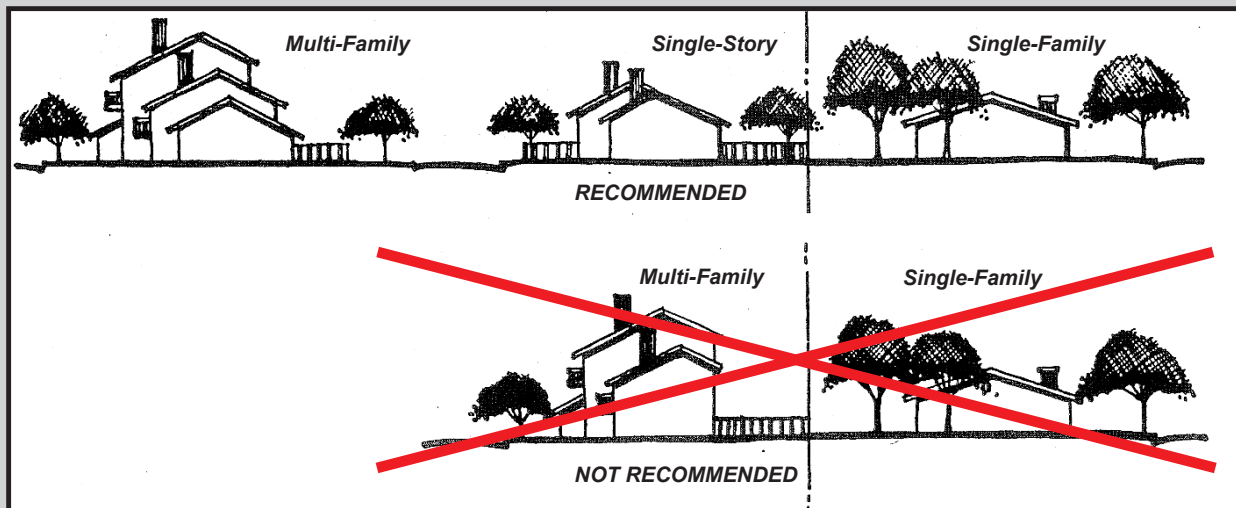 Multi-Family
Single-Story
Single-Family
RECOMMENDED
Multi-Family
Single-Family
NOT RECOMMENDED